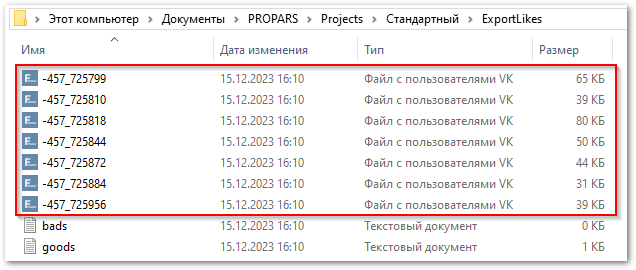 Этот компьютер › Документы › PROPARS › Projects › Стандартный › ExportLikes
Имя Дата изменения Тип Размер
-457_725799 15.12.2023 16:10 Файл с пользователями VK 65 КБ
-457_725810 15.12.2023 16:10 Файл с пользователями VK 39 КБ
-457_725818 15.12.2023 16:10 Файл с пользователями VK 80 КБ
-457_725844 15.12.2023 16:10 Файл с пользователями VK 50 КБ
-457_725872 15.12.2023 16:10 Файл с пользователями VK 44 КБ
-457_725884 15.12.2023 16:10 Файл с пользователями VK 31 КБ
-457_725956 15.12.2023 16:10 Файл с пользователями VK 39 КБ
bads 15.12.2023 16:10 Текстовый документ 0 КБ
goods 15.12.2023 16:10 Текстовый документ 1 КБ